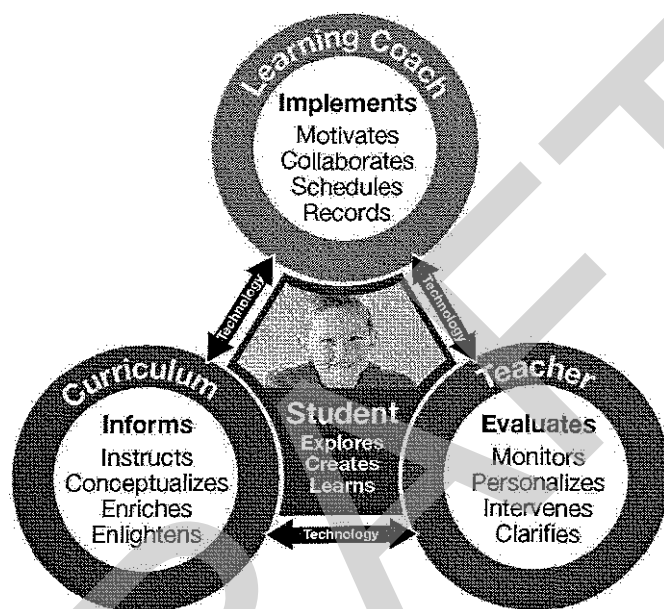 Learning Coach
Implements
Motivates
Collaborates
Schedules
Records
Technology
Technology
Curriculum
Informs
Instructs
Conceptualizes
Enriches
Enlightens
Student
Explores
Creates
Learns
Teacher
Evaluates
Monitors
Personalizes
Intervenes
Clarifies
Technology
DRAFT